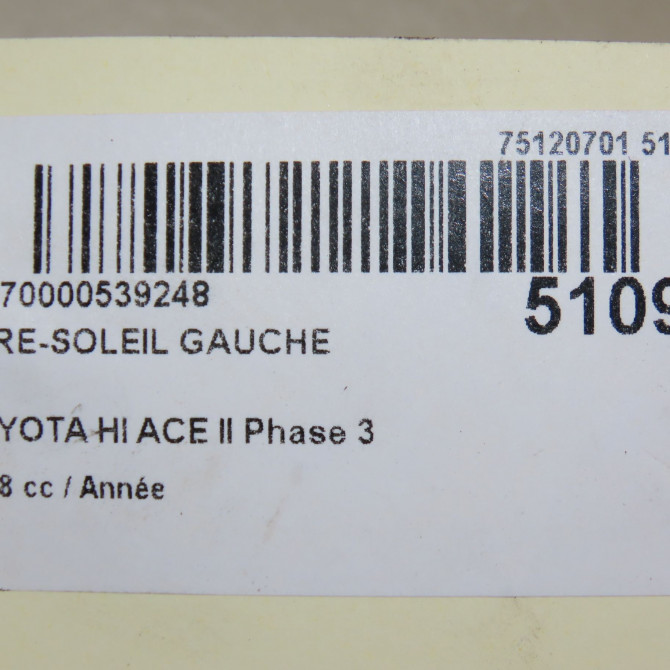 75120701 51
70000539248
5109
RE-SOLEIL GAUCHE
YOTA HI ACE II Phase 3
8 cc / Année